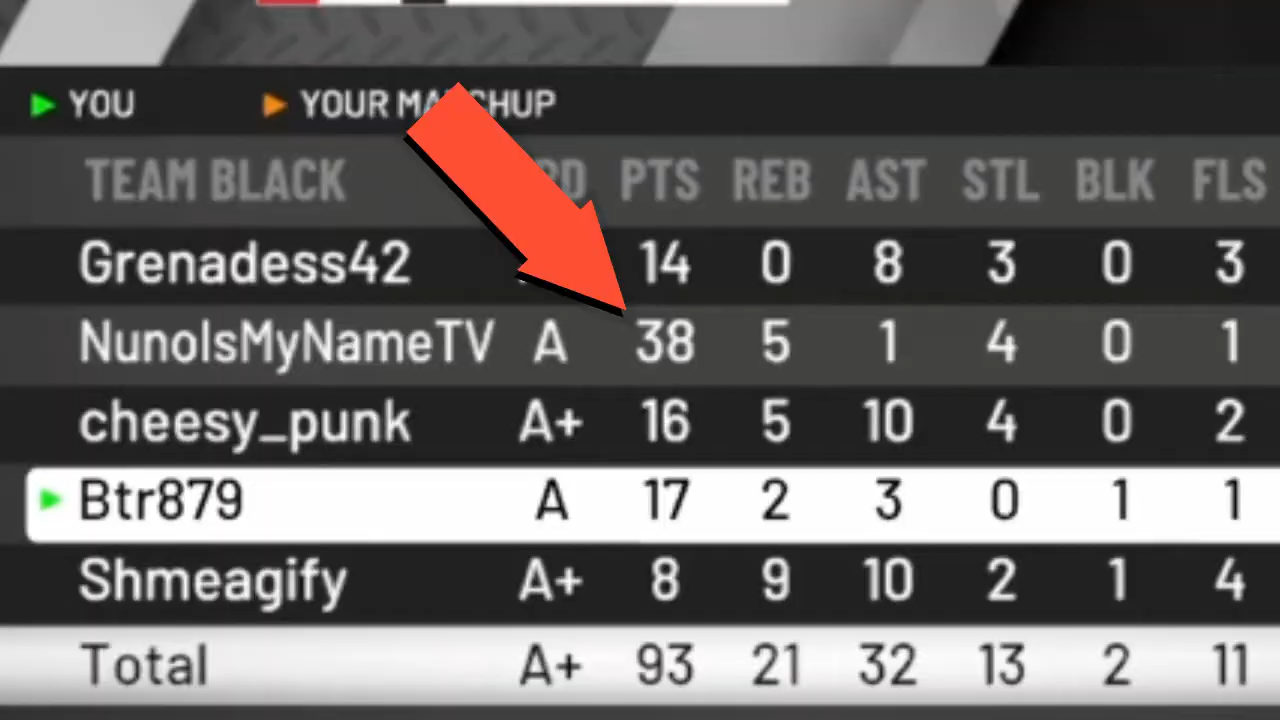 YOU YOUR MATCHUP
TEAM BLACK PTS REB AST STL BLK FLS
Grenadess42 14 0 8 3 0 3
NunoIsMyNameTV A 38 5 1 4 0 1
cheesy_punk A+ 16 5 10 4 0 2
Btr879 A 17 2 3 0 1 1
Shmeagify A+ 8 9 10 2 1 4
Total A+ 93 21 32 13 2 11